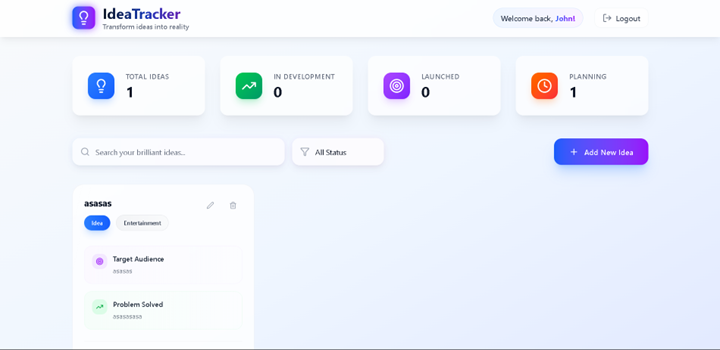 IdeaTracker
Transform ideas into reality
Welcome back, John!
Logout
TOTAL IDEAS
1
IN DEVELOPMENT
0
LAUNCHED
0
PLANNING
1
Search your brilliant ideas...
All Status
Add New Idea
asasas
Idea
Entertainment
Target Audience
asasas
Problem Solved
asasasasa